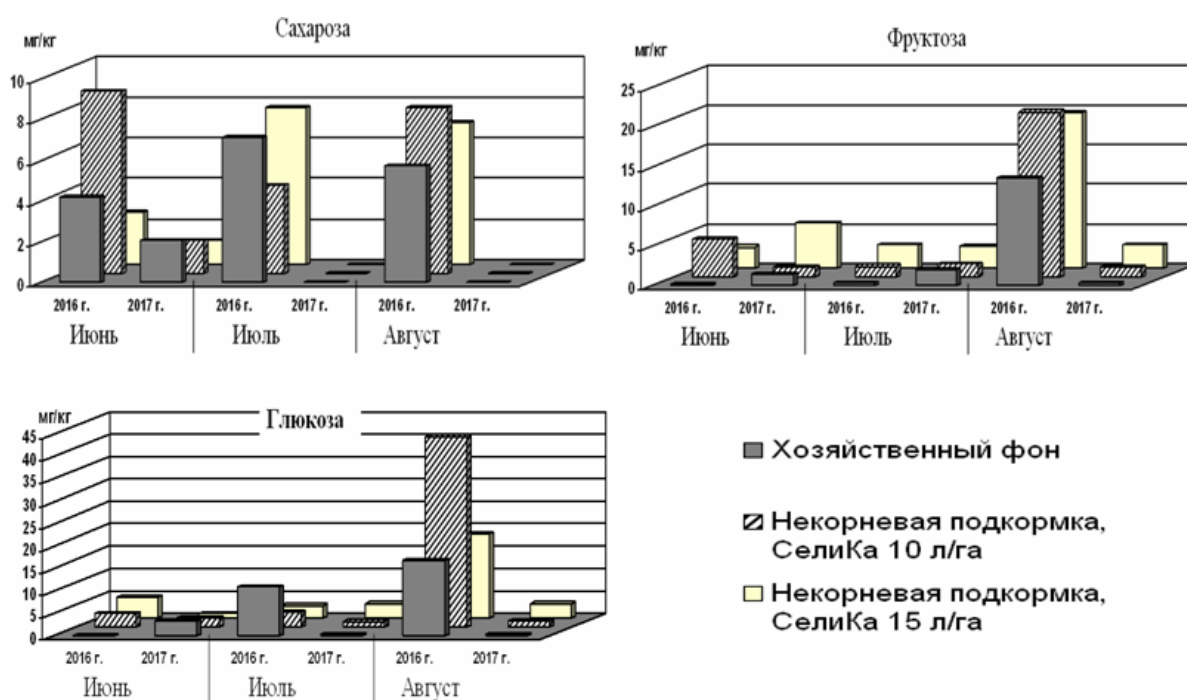 Сахароза
мг/кг
10
8
6
4
2
0
2016 г. 2017 г. 2016 г. 2017 г. 2016 г. 2017 г.
Июнь Июль Август
Фруктоза
мг/кг
25
20
15
10
5
0
2016 г. 2017 г. 2016 г. 2017 г. 2016 г. 2017 г.
Июнь Июль Август
Глюкоза
мг/кг
45
40
35
30
25
20
15
10
5
0
2016 г. 2017 г. 2016 г. 2017 г. 2016 г. 2017 г.
Июнь Июль Август
Хозяйственный фон
Некорневая подкормка,
СелиКа 10 л/га
Некорневая подкормка,
СелиКа 15 л/га